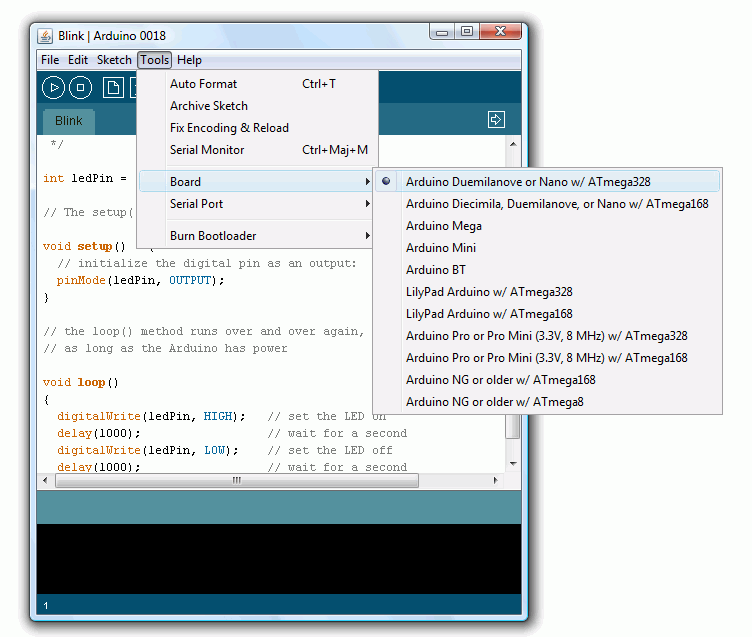 Blink | Arduino 0018
File Edit Sketch Tools Help
Auto Format Ctrl+T
Archive Sketch
Fix Encoding & Reload
Serial Monitor Ctrl+Maj+M
Board
Serial Port
Burn Bootloader
Arduino Duemilanove or Nano w/ ATmega328
Arduino Diecimila, Duemilanove, or Nano w/ ATmega168
Arduino Mega
Arduino Mini
Arduino BT
LilyPad Arduino w/ ATmega328
LilyPad Arduino w/ ATmega168
Arduino Pro or Pro Mini (3.3V, 8 MHz) w/ ATmega328
Arduino Pro or Pro Mini (3.3V, 8 MHz) w/ ATmega168
Arduino NG or older w/ ATmega168
Arduino NG or older w/ ATmega8
Blink
*/
int ledPin =
// The setup(
void setup()
// initialize the digital pin as an output:
pinMode(ledPin, OUTPUT);
}
// the loop() method runs over and over again,
// as long as the Arduino has power
void loop()
{
digitalWrite(ledPin, HIGH); // set the LED on
delay(1000); // wait for a second
digitalWrite(ledPin, LOW); // set the LED off
delay(1000); // wait for a second
1